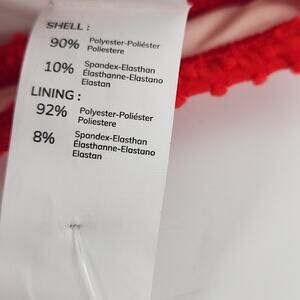 SHELL :
90% Polyester-Poliéster
Poliestere
10% Spandex-Elasthan
Élasthanne-Elastano
Elastan
LINING :
92% Polyester-Poliéster
Poliestere
8% Spandex-Elasthan
Élasthanne-Elastano
Elastan